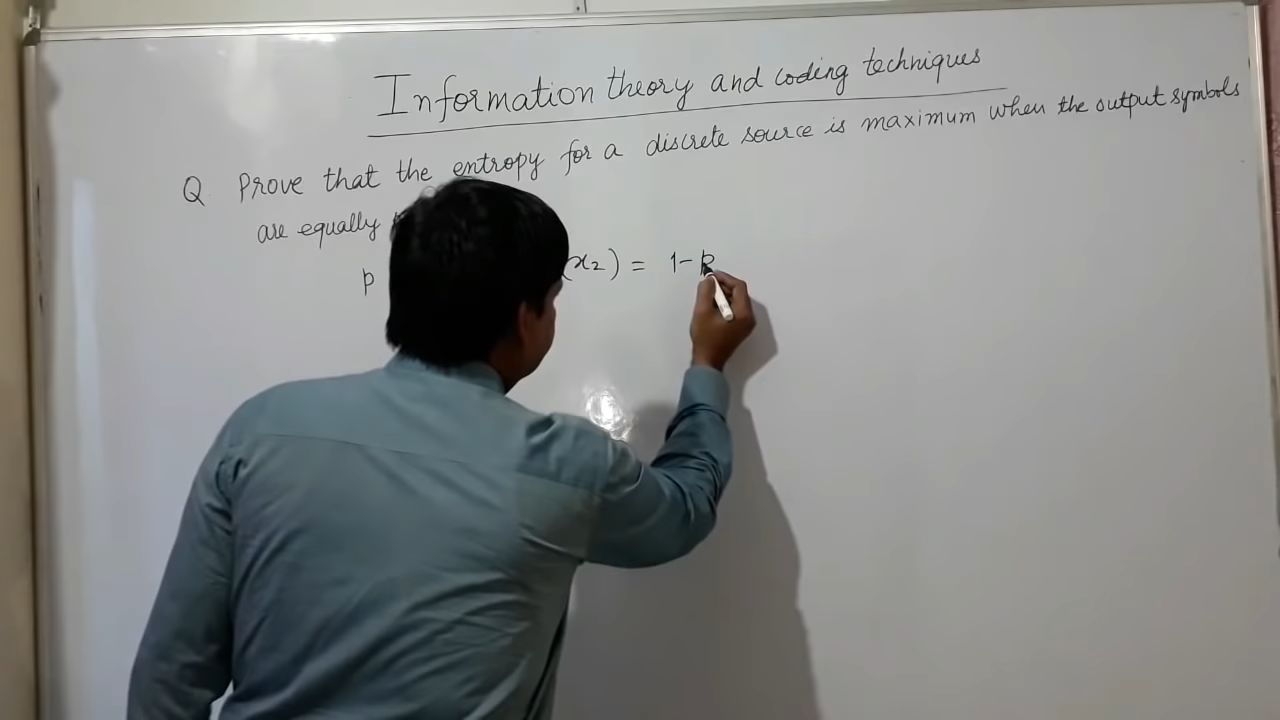 Information theory and coding techniques
Q. Prove that the entropy for a discrete source is maximum when the output symbols
are equally
p (x2) = 1-p